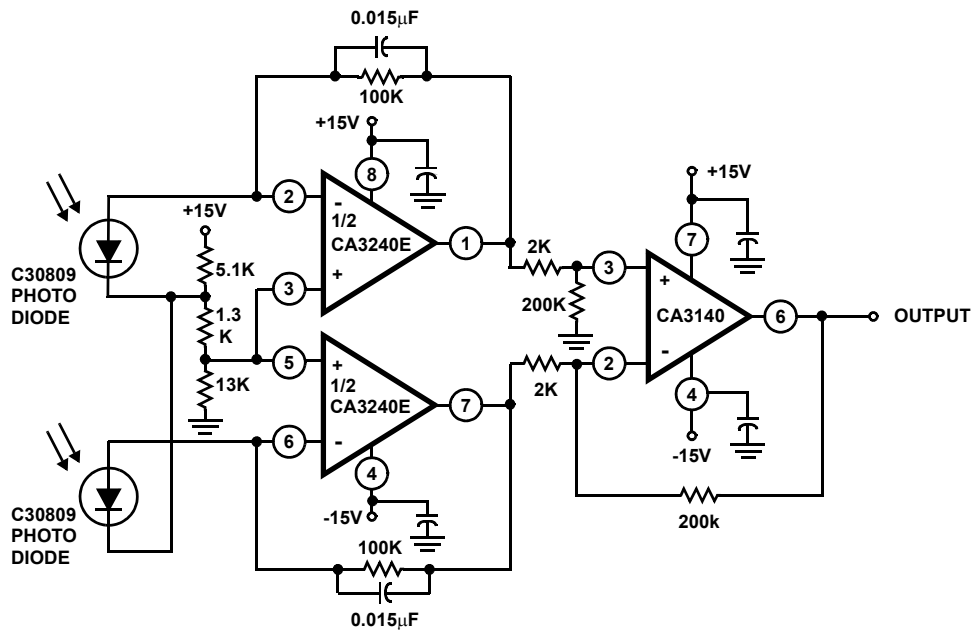 0.015μF
100K
+15V
8
2
-
1/2
CA3240E
+
1
3
+15V
5.1K
C30809
PHOTO
DIODE
1.3
K
13K
5
+
1/2
CA3240E
-
7
6
4
-15V
C30809
PHOTO
DIODE
100K
0.015μF
2K
3
200K
2K
2
+15V
7
+
CA3140
-
6
OUTPUT
4
-15V
200k